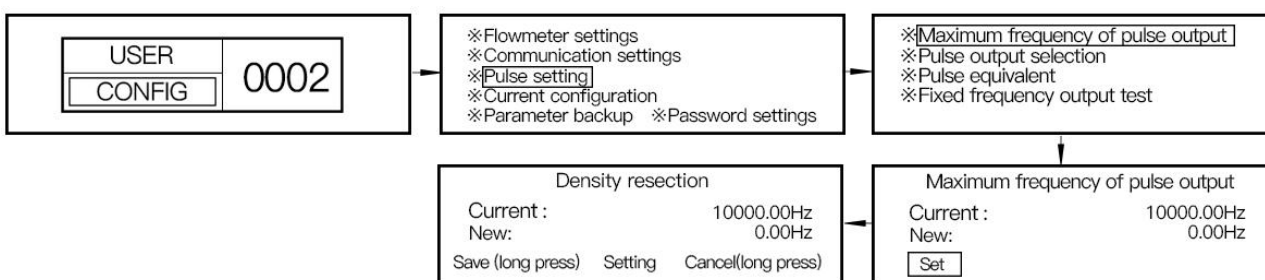 USER
CONFIG
0002
※Flowmeter settings
※Communication settings
※Pulse setting
※Current configuration
※Parameter backup ※Password settings
※Maximum frequency of pulse output
※Pulse output selection
※Pulse equivalent
※Fixed frequency output test
Maximum frequency of pulse output
Current : 10000.00Hz
New: 0.00Hz
Set
Density resection
Current : 10000.00Hz
New: 0.00Hz
Save (long press) Setting Cancel(long press)